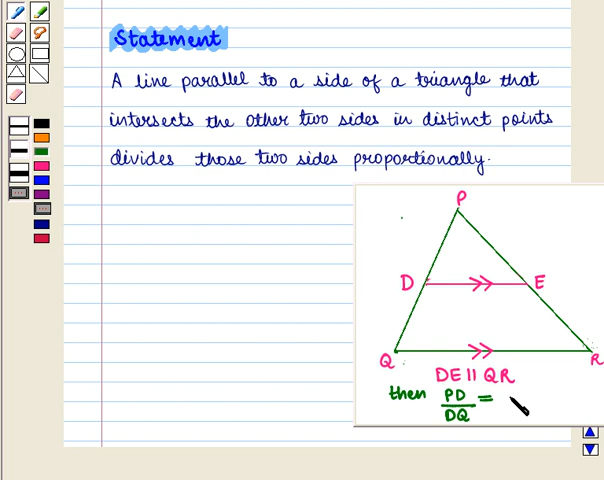 Statement
A line parallel to a side of a triangle that
intersects the other two sides in distinct points
divides those two sides proportionally.
P
D E
Q R
DE || QR
then PD/DQ =